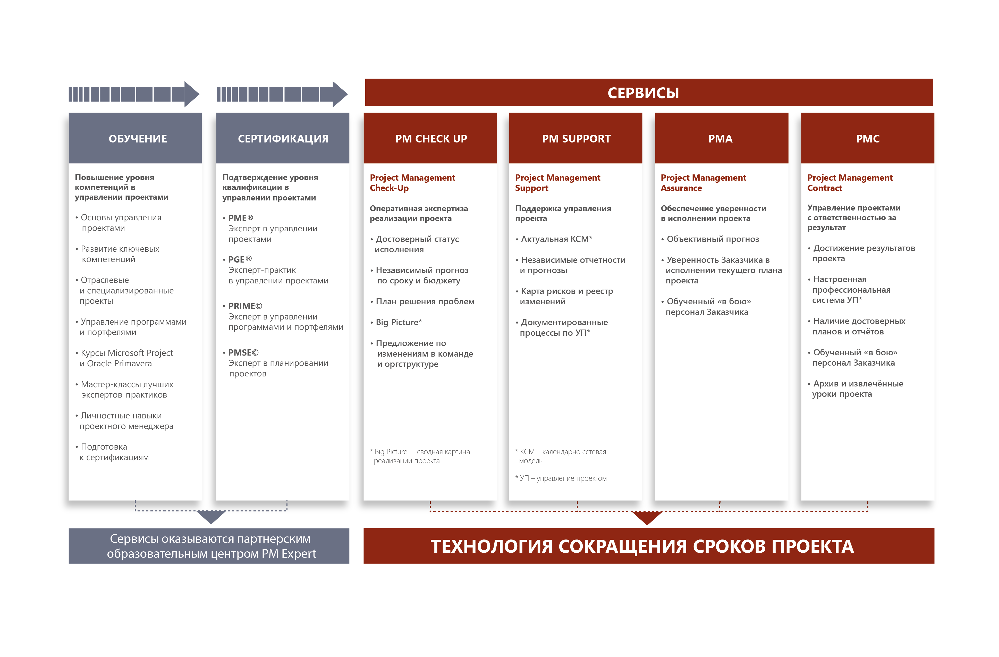 СЕРВИСЫ
ОБУЧЕНИЕ
Повышение уровня
компетенций в
управлении проектами
• Основы управления
проектами
• Развитие ключевых
компетенций
• Отраслевые
и специализированные
проекты
• Управление программами
и портфелями
• Курсы Microsoft Project
и Oracle Primavera
• Мастер-классы лучших
экспертов-практиков
• Личностные навыки
проектного менеджера
• Подготовка
к сертификациям
СЕРТИФИКАЦИЯ
Подтверждение уровня
квалификации в
управлении проектами
• PME®
Эксперт в управлении
проектами
• PGE®
Эксперт-практик
в управлении проектами
• PRIME©
Эксперт в управлении
программами и портфелями
• PMSE©
Эксперт в планировании
проектов
PM CHECK UP
Project Management
Check-Up
Оперативная экспертиза
реализации проекта
• Достоверный статус
исполнения
• Независимый прогноз
по сроку и бюджету
• План решения проблем
• Big Picture*
• Предложение по
изменениям в команде
и оргструктуре
* Big Picture – сводная картина
реализации проекта
PM SUPPORT
Project Management
Support
Поддержка управления
проекта
• Актуальная КСМ*
• Независимые отчетности
и прогнозы
• Карта рисков и реестр
изменений
• Документированные
процессы по УП*
* КСМ – календарно сетевая
модель
* УП – управление проектом
PMA
Project Management
Assurance
Обеспечение уверенности
в исполнении проекта
• Объективный прогноз
• Уверенность Заказчика в
исполнении текущего плана
проекта
• Обученный «в бою»
персонал Заказчика
PMC
Project Management
Contract
Управление проектами
с ответственностью за
результат
• Достижение результатов
проекта
• Настроенная
профессиональная
система УП*
• Наличие достоверных
планов и отчётов
• Обученный «в бою»
персонал Заказчика
• Архив и извлечённые
уроки проекта
Сервисы оказываются партнерским
образовательным центром PM Expert
ТЕХНОЛОГИЯ СОКРАЩЕНИЯ СРОКОВ ПРОЕКТА